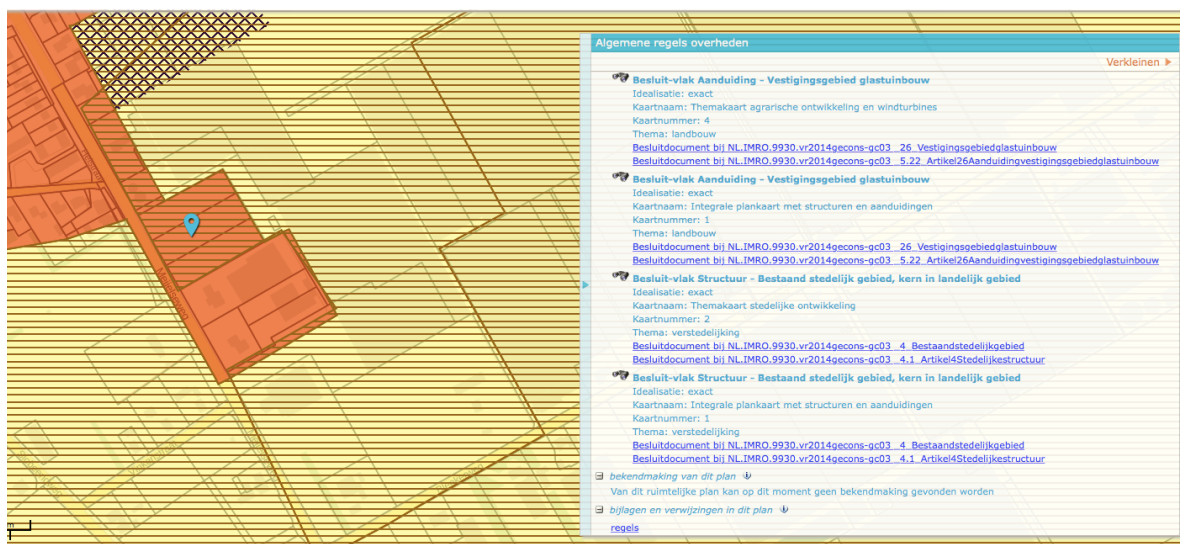 Algemene regels overheden
Verkleinen
Besluit-vlak Aanduiding - Vestigingsgebied glastuinbouw
Idealisatie: exact
Kaartnaam: Themakaart agrarische ontwikkeling en windturbines
Kaartnummer: 4
Thema: landbouw
Besluitdocument bij NL.IMRO.9930.vr2014gecons-gc03__26_Vestigingsgebiedglastuinbouw
Besluitdocument bij NL.IMRO.9930.vr2014gecons-gc03__5.22_Artikel26Aanduidingvestigingsgebiedglastuinbouw
Besluit-vlak Aanduiding - Vestigingsgebied glastuinbouw
Idealisatie: exact
Kaartnaam: Integrale plankaart met structuren en aanduidingen
Kaartnummer: 1
Thema: landbouw
Besluitdocument bij NL.IMRO.9930.vr2014gecons-gc03__26_Vestigingsgebiedglastuinbouw
Besluitdocument bij NL.IMRO.9930.vr2014gecons-gc03__5.22_Artikel26Aanduidingvestigingsgebiedglastuinbouw
Besluit-vlak Structuur - Bestaand stedelijk gebied, kern in landelijk gebied
Idealisatie: exact
Kaartnaam: Themakaart stedelijke ontwikkeling
Kaartnummer: 2
Thema: verstedelijking
Besluitdocument bij NL.IMRO.9930.vr2014gecons-gc03__4_Bestaandstedelijkgebied
Besluitdocument bij NL.IMRO.9930.vr2014gecons-gc03__4.1_Artikel4Stedelijkestructuur
Besluit-vlak Structuur - Bestaand stedelijk gebied, kern in landelijk gebied
Idealisatie: exact
Kaartnaam: Integrale plankaart met structuren en aanduidingen
Kaartnummer: 1
Thema: verstedelijking
Besluitdocument bij NL.IMRO.9930.vr2014gecons-gc03__4_Bestaandstedelijkgebied
Besluitdocument bij NL.IMRO.9930.vr2014gecons-gc03__4.1_Artikel4Stedelijkestructuur
bekendmaking van dit plan
Van dit ruimtelijke plan kan op dit moment geen bekendmaking gevonden worden
bijlagen en verwijzingen in dit plan
regels